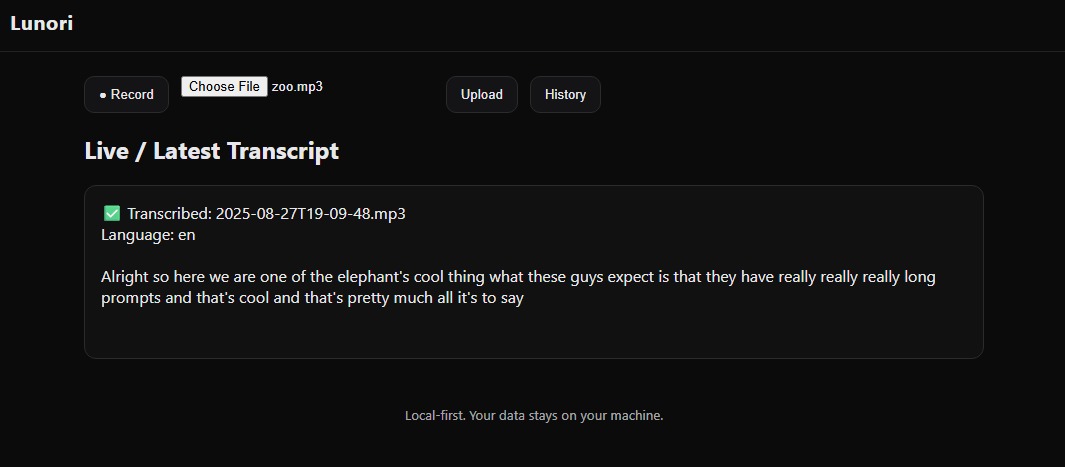 Lunori
● Record
Choose File zoo.mp3
Upload
History
Live / Latest Transcript
✅ Transcribed: 2025-08-27T19-09-48.mp3
Language: en
Alright so here we are one of the elephant's cool thing what these guys expect is that they have really really really long
prompts and that's cool and that's pretty much all it's to say
Local-first. Your data stays on your machine.